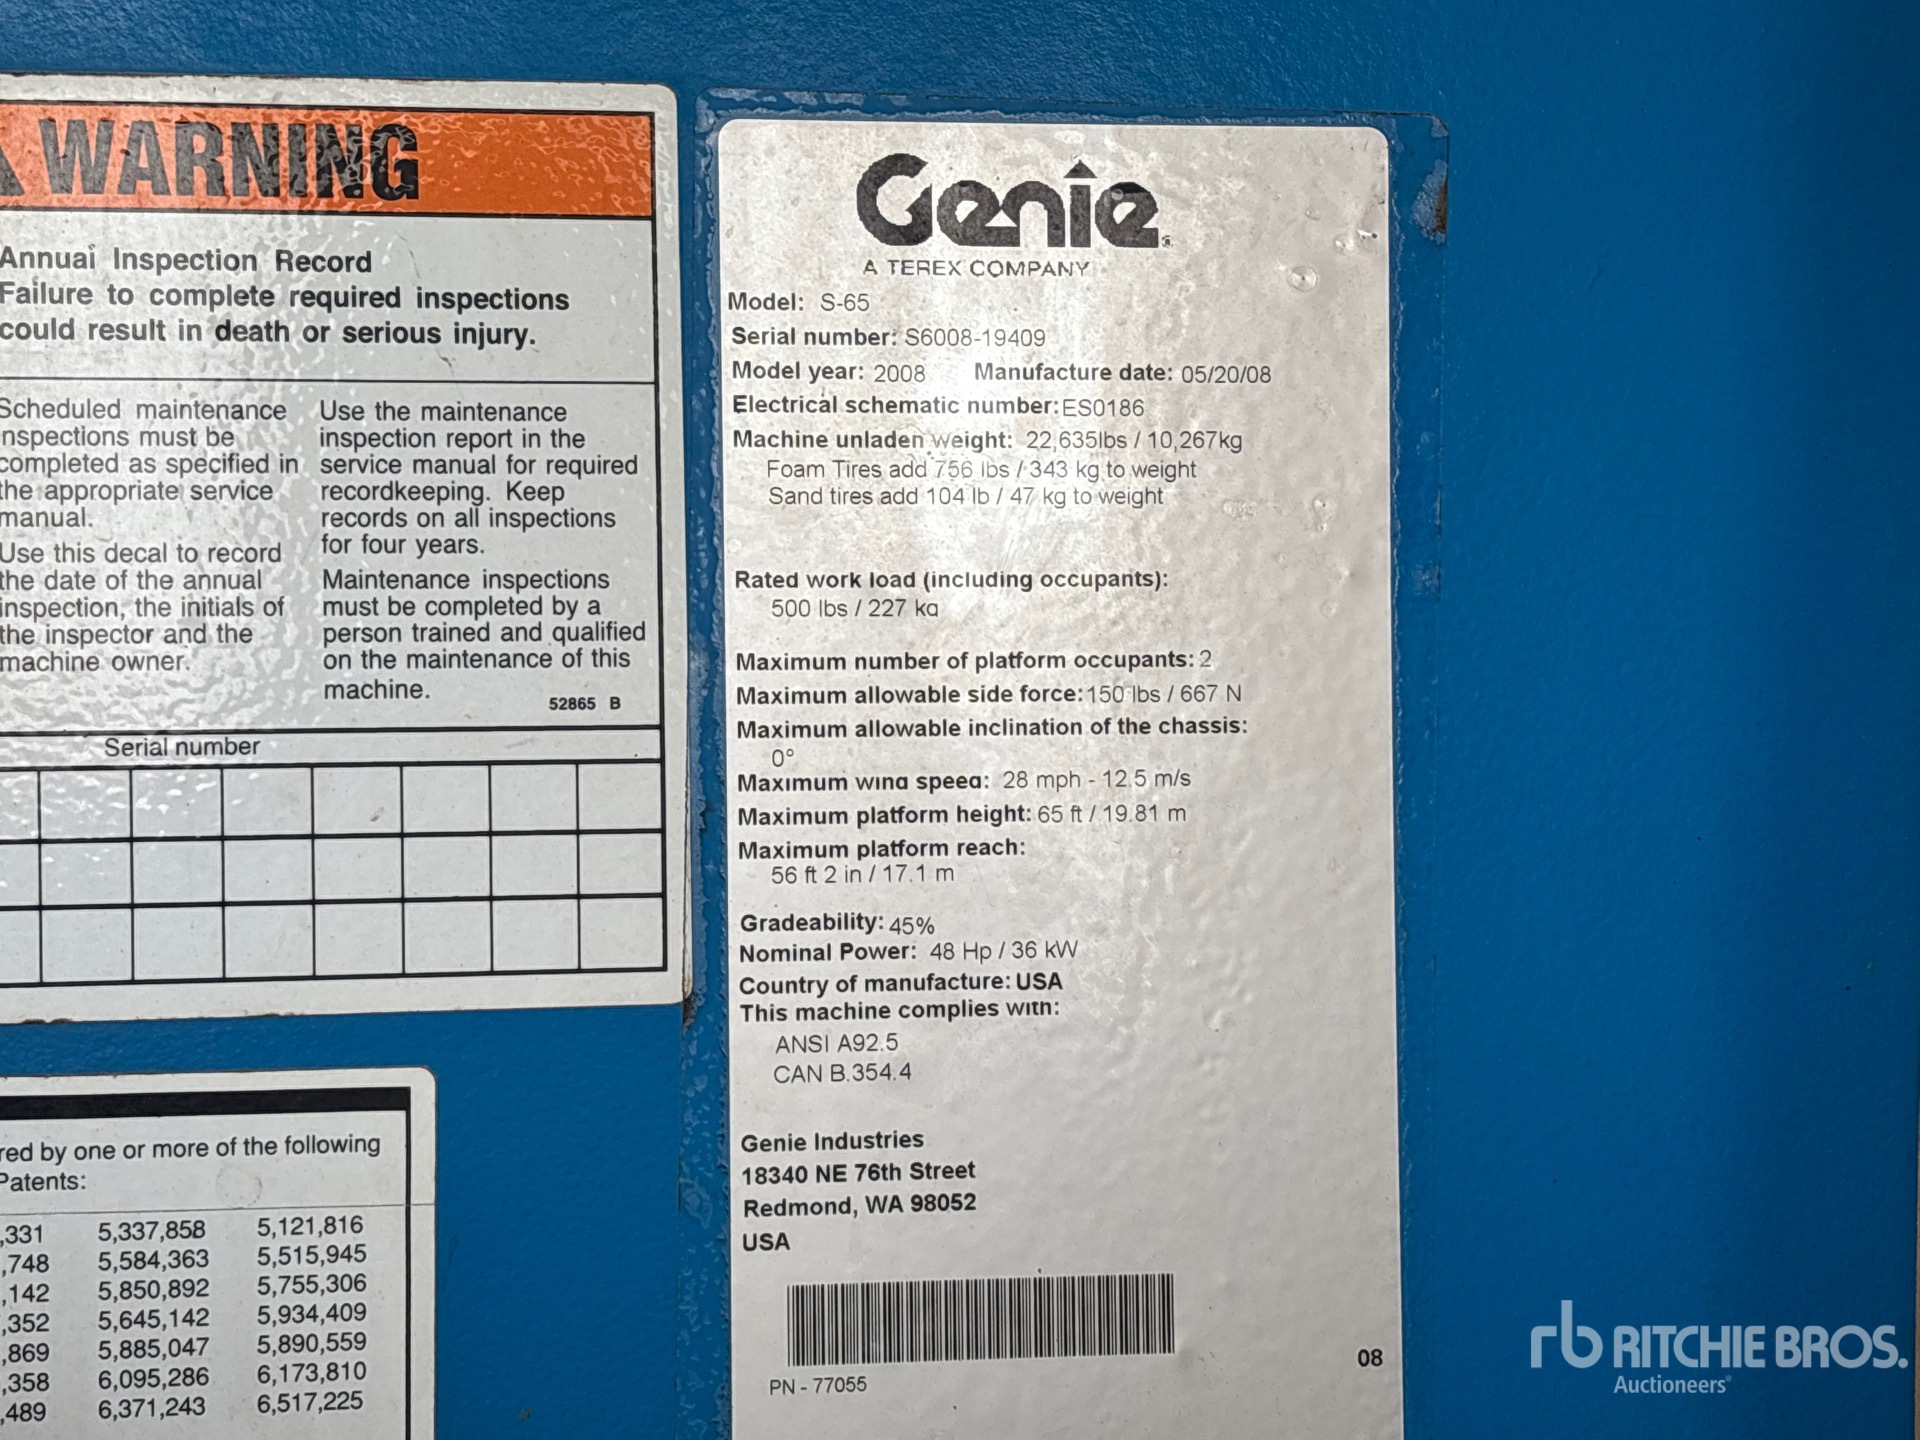 WARNING
Annual Inspection Record
Failure to complete required inspections
could result in death or serious injury.
Scheduled maintenance
inspections must be
completed as specified in
the appropriate service
manual.
Use this decal to record
the date of the annual
inspection, the initials of
the inspector and the
machine owner.
Use the maintenance
inspection report in the
service manual for required
recordkeeping. Keep
records on all inspections
for four years.
Maintenance inspections
must be completed by a
person trained and qualified
on the maintenance of this
machine.
52865 B
Serial number
red by one or more of the following
Patents:
,331 5,337,858 5,121,816
,748 5,584,363 5,515,945
,142 5,850,892 5,755,306
,352 5,645,142 5,934,409
,869 5,885,047 5,890,559
,358 6,095,286 6,173,810
,489 6,371,243 6,517,225
Genie
A TEREX COMPANY
Model: S-65
Serial number: S6008-19409
Model year: 2008 Manufacture date: 05/20/08
Electrical schematic number: ES0186
Machine unladen weight: 22,635lbs / 10,267kg
Foam Tires add 756 lbs / 343 kg to weight
Sand tires add 104 lb / 47 kg to weight
Rated work load (including occupants):
500 lbs / 227 kg
Maximum number of platform occupants: 2
Maximum allowable side force: 150 lbs / 667 N
Maximum allowable inclination of the chassis:
0°
Maximum wind speed: 28 mph - 12.5 m/s
Maximum platform height: 65 ft / 19.81 m
Maximum platform reach:
56 ft 2 in / 17.1 m
Gradeability: 45%
Nominal Power: 48 Hp / 36 kW
Country of manufacture: USA
This machine complies with:
ANSI A92.5
CAN B.354.4
Genie Industries
18340 NE 76th Street
Redmond, WA 98052
USA
PN - 77055
08
rb RITCHIE BROS.
Auctioneers